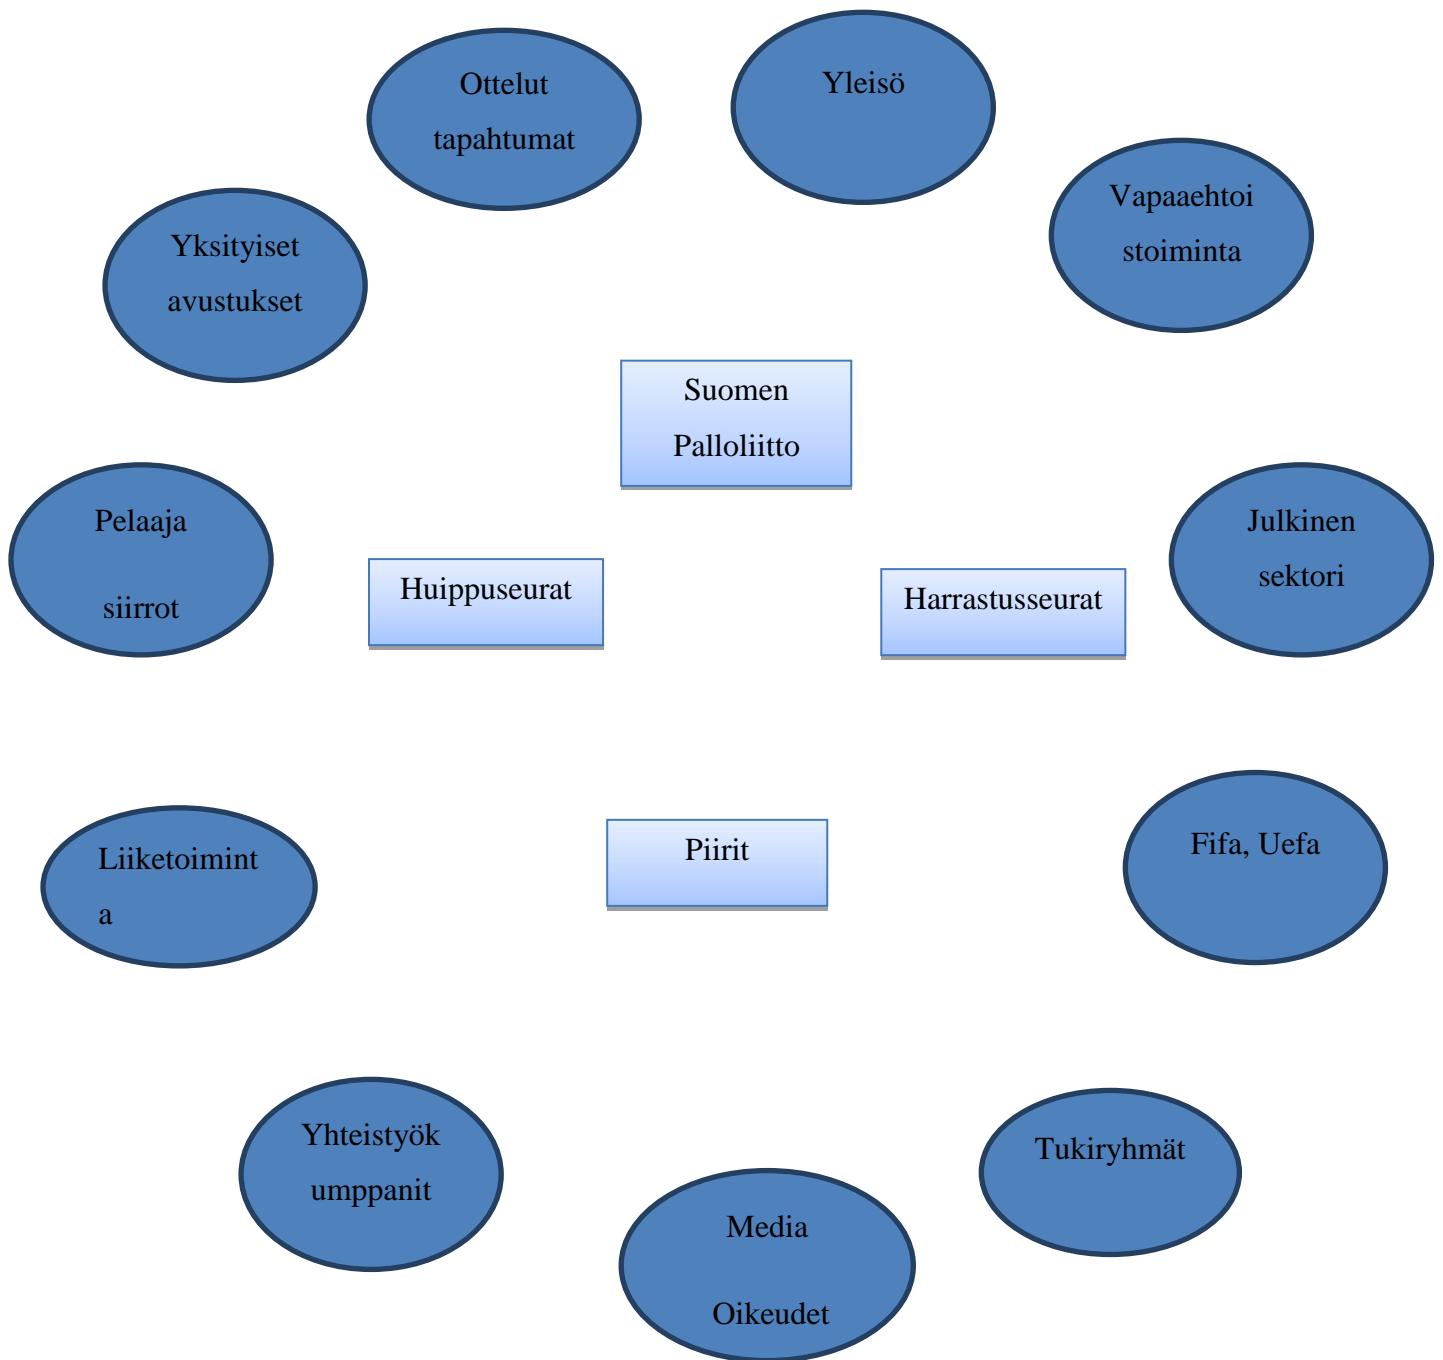 Ottelut
tapahtumat
Yleisö
Vapaaehtoi
stoiminta
Yksityiset
avustukset
Suomen
Palloliitto
Pelaaja
siirrot
Huippuseurat
Harrastusseurat
Julkinen
sektori
Liiketoimint
a
Piirit
Fifa, Uefa
Yhteistyök
umppanit
Media
Oikeudet
Tukiryhmät